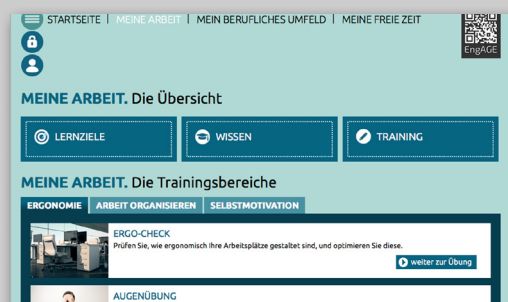 STARTSEITE | MEINE ARBEIT | MEIN BERUFLICHES UMFELD | MEINE FREIE ZEIT
EngAGE
MEINE ARBEIT. Die Übersicht
LERNZIELE WISSEN TRAINING
MEINE ARBEIT. Die Trainingsbereiche
ERGONOMIE ARBEIT ORGANISIEREN SELBSTMOTIVATION
ERGO-CHECK
Prüfen Sie, wie ergonomisch Ihre Arbeitsplätze gestaltet sind, und optimieren Sie diese.
weiter zur Übung
AUGENÜBUNG